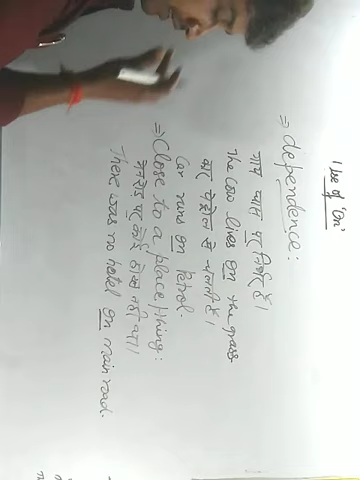 Use of 'On'
⇒ dependence:
गाय घास पर निर्भर है।
The cow lives on the grass
कार पेट्रोल से चलती है।
Car runs on Petrol.
⇒ Close to a place/thing:
मेनरोड पर कोई होटल नहीं था।
There was no hotel on main road.